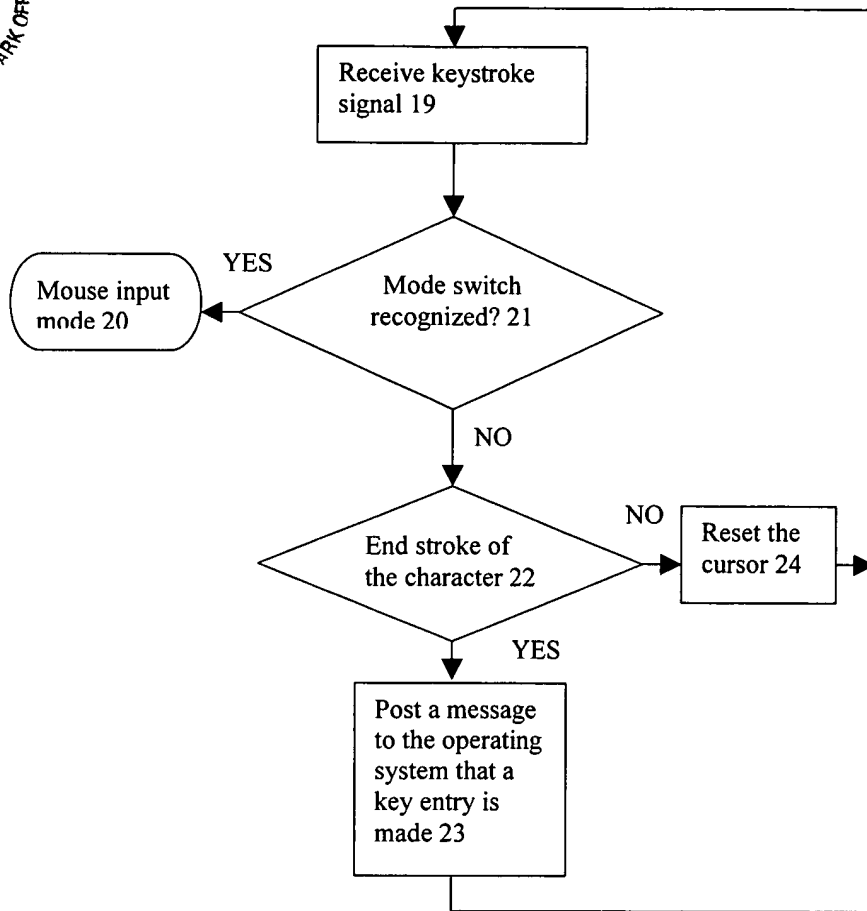 ARK OFF
Receive keystroke
signal 19
YES
Mode switch
recognized? 21
Mouse input
mode 20
NO
End stroke of
the character 22
NO
Reset the
cursor 24
YES
Post a message
to the operating
system that a
key entry is
made 23